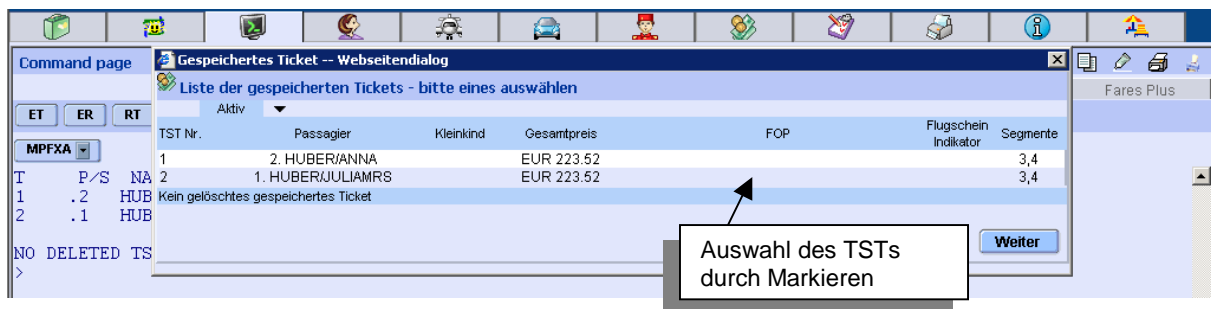 Command page
Gespeichertes Ticket -- Webseitendialog
Liste der gespeicherten Tickets - bitte eines auswählen
Fares Plus
ET ER RT
Aktiv
TST Nr. Passagier Kleinkind Gesamtpreis FOP Flugschein Indikator Segmente
MPFXA
1 2. HUBER/ANNA EUR 223.52 3,4
2 1. HUBER/JULIAMRS EUR 223.52 3,4
Kein gelöschtes gespeichertes Ticket
T P/S NA
1 .2 HUB
2 .1 HUB
NO DELETED TS
>
Weiter
Auswahl des TSTs
durch Markieren